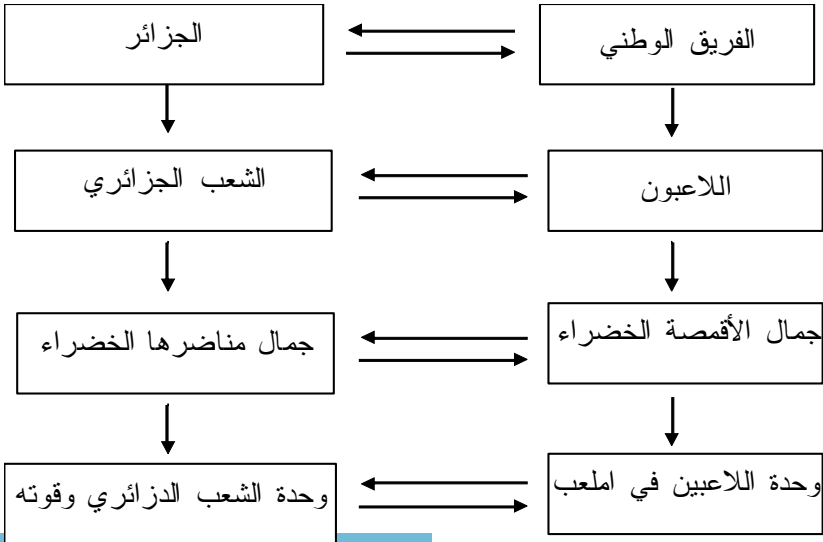 الفريق الوطني
الجزائر
اللاعبون
الشعب الجزائري
جمال الأقمصة الخضراء
جمال مناضرها الخضراء
وحدة اللاعبين في املعب
وحدة الشعب الدزائري وقوته